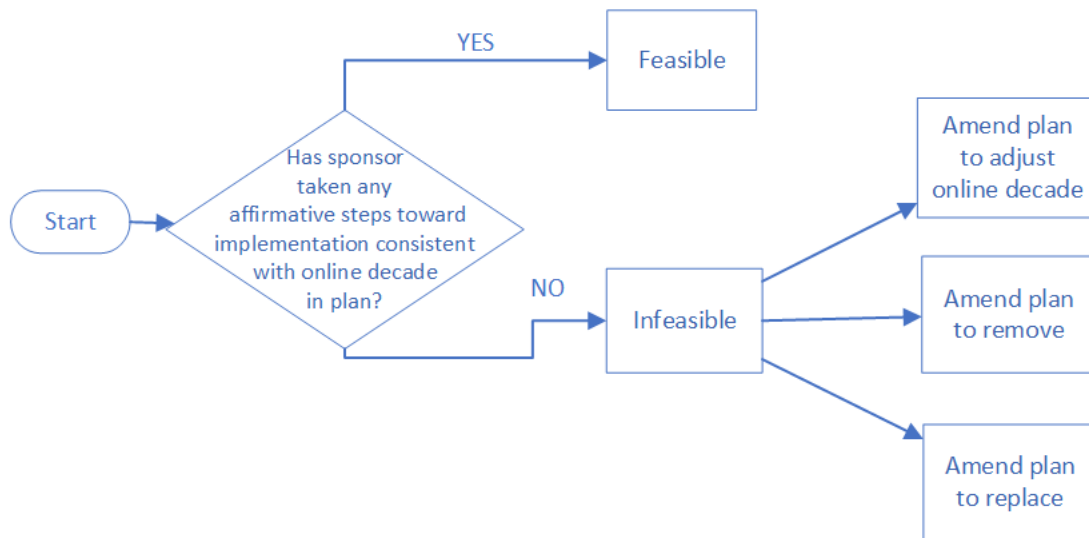 YES
Feasible
Start
Has sponsor
taken any
affirmative steps toward
implementation consistent
with online decade
in plan?
NO
Infeasible
Amend plan
to adjust
online decade
Amend plan
to remove
Amend plan
to replace